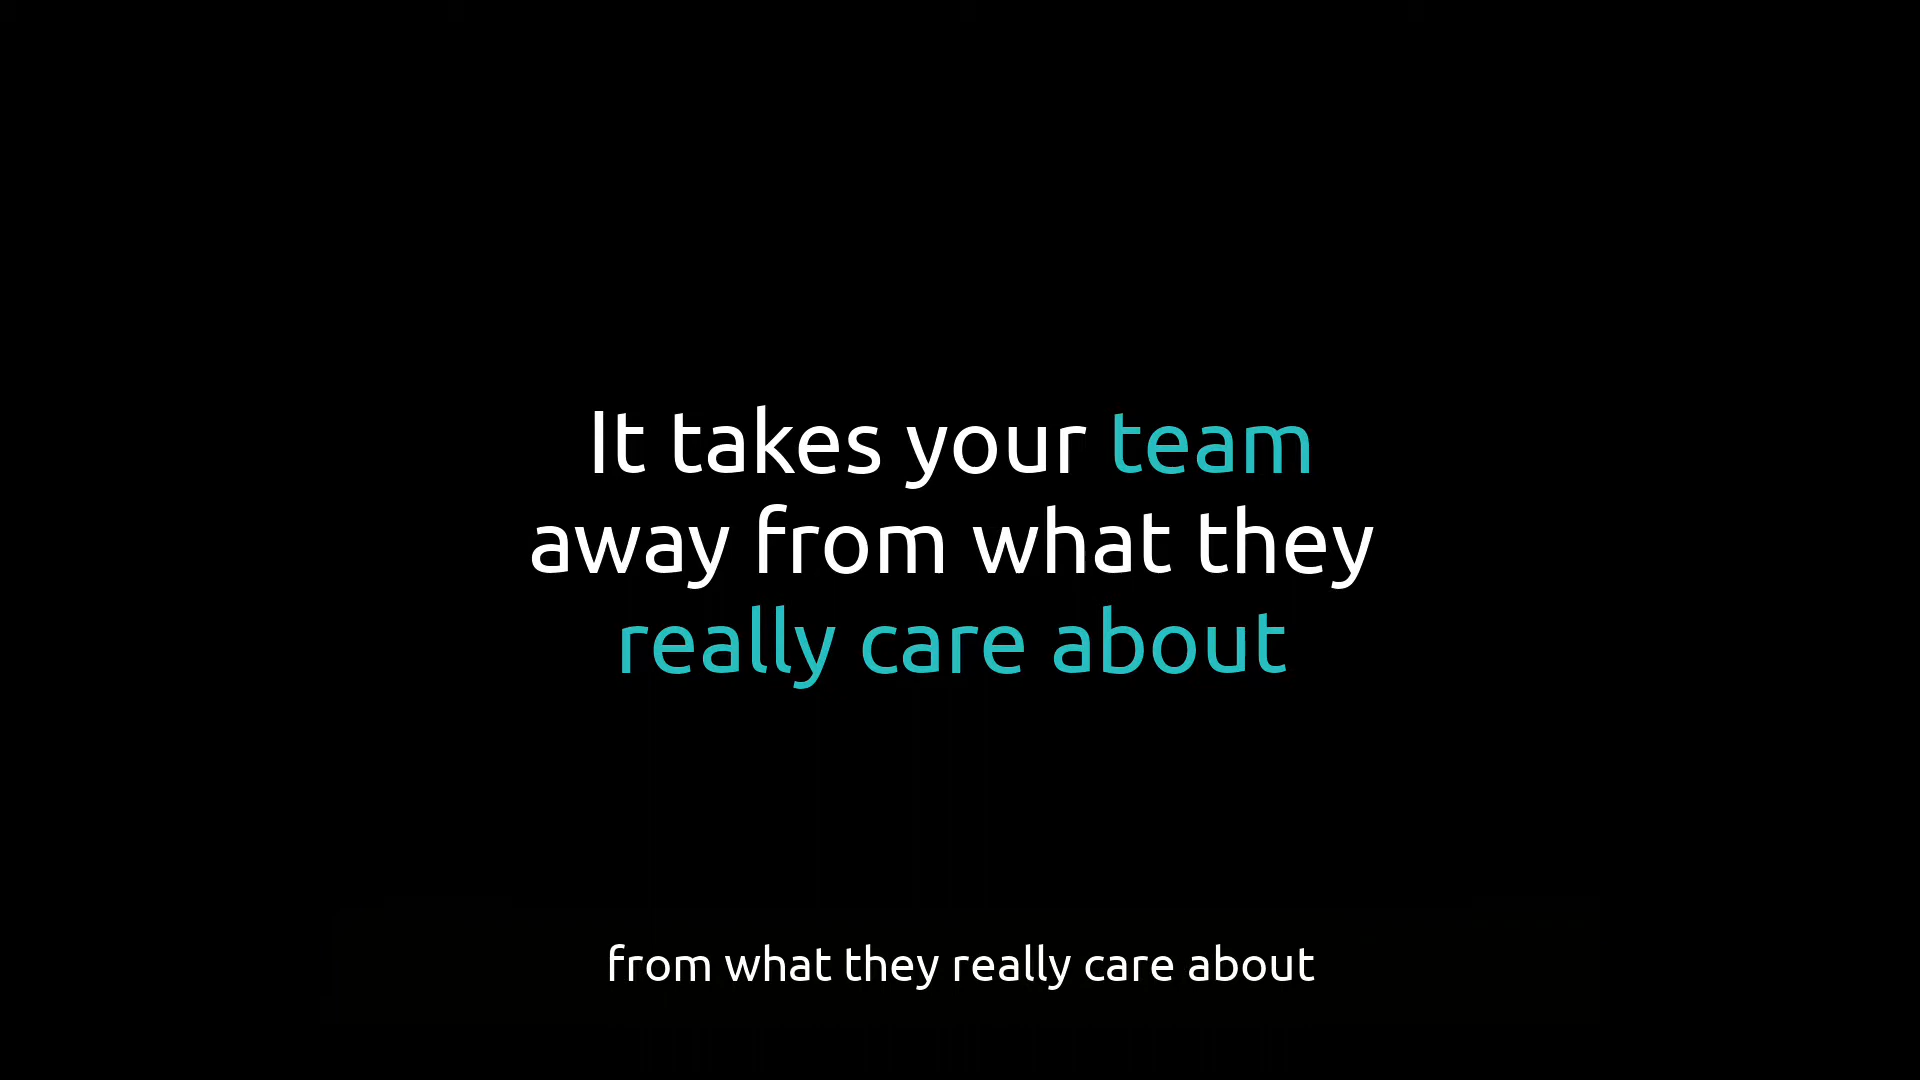 It takes your team
away from what they
really care about
from what they really care about